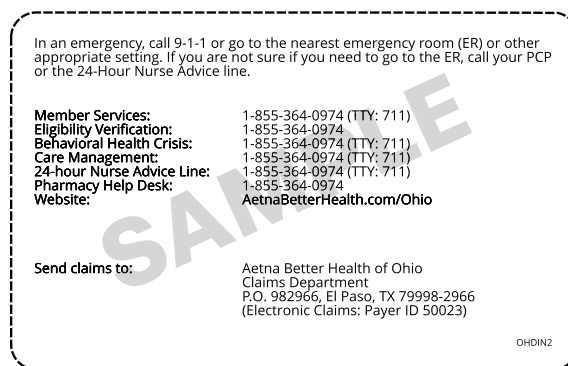 In an emergency, call 9-1-1 or go to the nearest emergency room (ER) or other
appropriate setting. If you are not sure if you need to go to the ER, call your PCP
or the 24-Hour Nurse Advice line.
Member Services: 1-855-364-0974 (TTY: 711)
Eligibility Verification: 1-855-364-0974
Behavioral Health Crisis: 1-855-364-0974 (TTY: 711)
Care Management: 1-855-364-0974 (TTY: 711)
24-hour Nurse Advice Line: 1-855-364-0974 (TTY: 711)
Pharmacy Help Desk: 1-855-364-0974
Website: AetnaBetterHealth.com/Ohio
SAMPLE
Send claims to: Aetna Better Health of Ohio
Claims Department
P.O. 982966, El Paso, TX 79998-2966
(Electronic Claims: Payer ID 50023)
OHDIN2